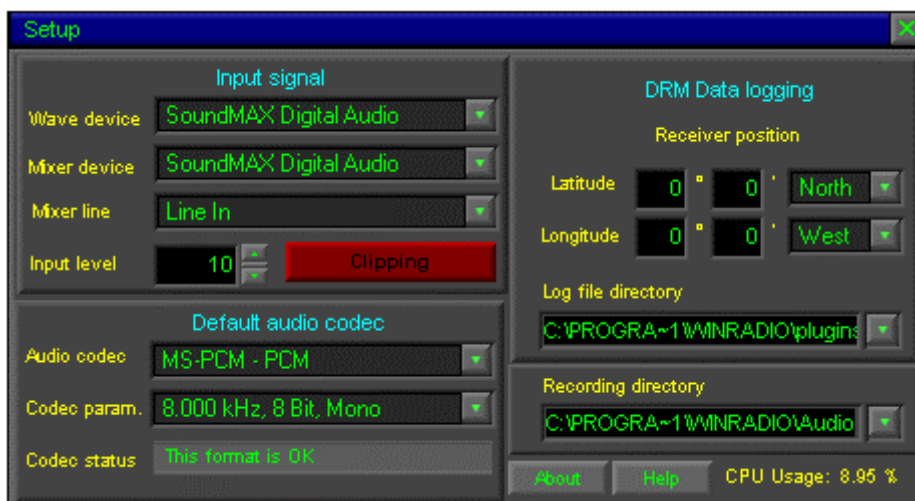 Setup
Input signal
Wave device SoundMAX Digital Audio
Mixer device SoundMAX Digital Audio
Mixer line Line In
Input level 10 Clipping
Default audio codec
Audio codec MS-PCM - PCM
Codec param. 8.000 kHz, 8 Bit, Mono
Codec status This format is OK
DRM Data logging
Receiver position
Latitude 0 ° 0 ' North
Longitude 0 ° 0 ' West
Log file directory
C:\PROGRA~1\WINRADIO\plugins
Recording directory
C:\PROGRA~1\WINRADIO\Audio
About Help CPU Usage: 8.95 %